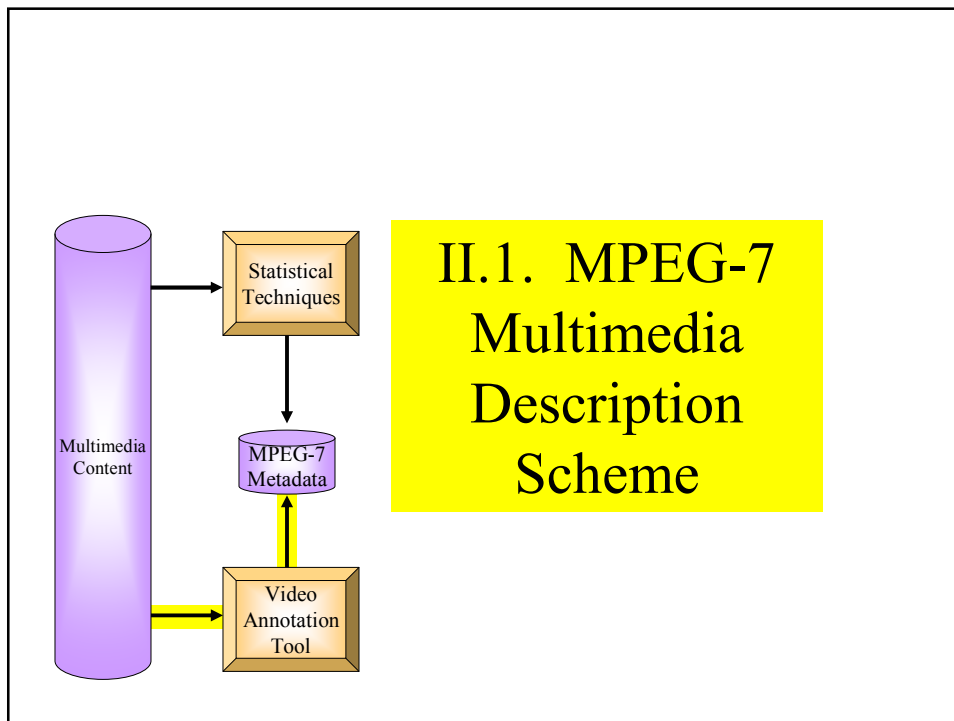 Multimedia
Content
Statistical
Techniques
MPEG-7
Metadata
Video
Annotation
Tool
II.1. MPEG-7
Multimedia
Description
Scheme